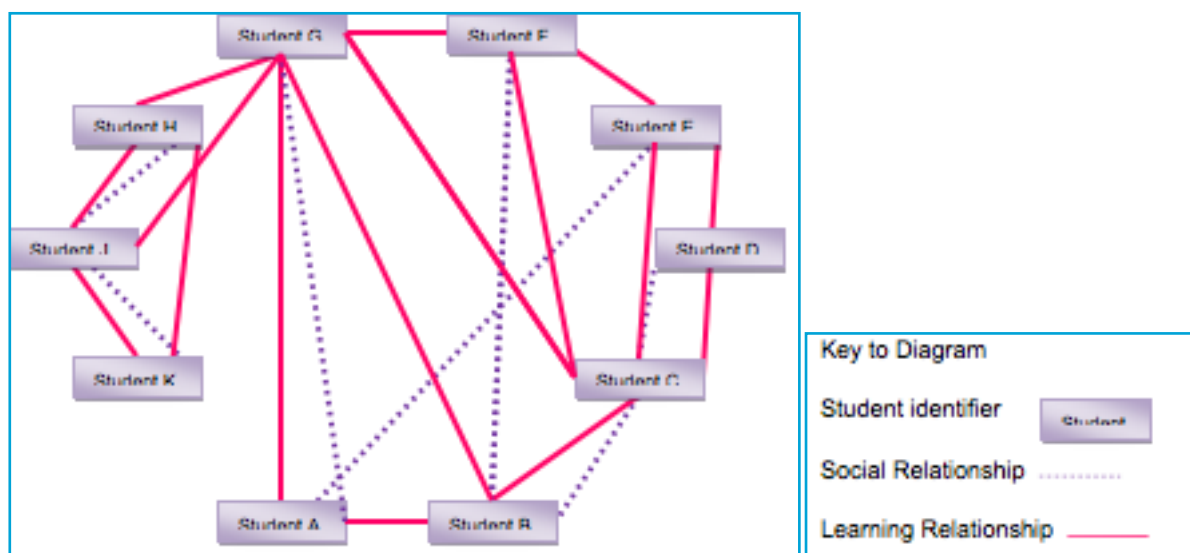 Student G
Student F
Student H
Student E
Student J
Student D
Student K
Student C
Student A
Student B
Key to Diagram
Student identifier
Student
Social Relationship
Learning Relationship